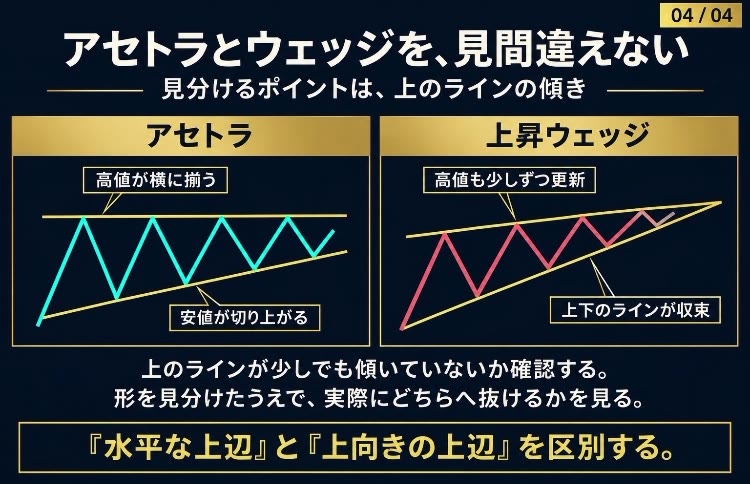 04 / 04
アセトラとウェッジを、見間違えない
見分けるポイントは、上のラインの傾き
アセトラ
高値が横に揃う
安値が切り上がる
上昇ウェッジ
高値も少しずつ更新
上下のラインが収束
上のラインが少しでも傾いていないか確認する。
形を見分けたうえで、実際にどちらへ抜けるかを見る。
『水平な上辺』と『上向きの上辺』を区別する。